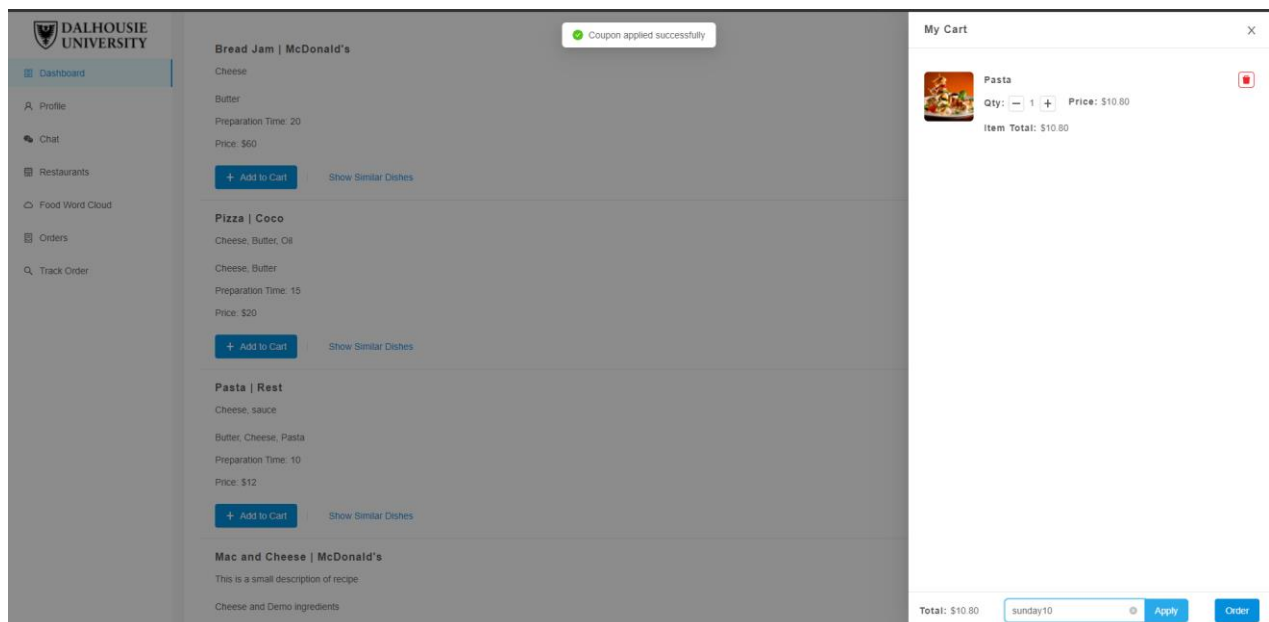 DALHOUSIE
UNIVERSITY
Dashboard
Profile
Chat
Restaurants
Food Word Cloud
Orders
Track Order
Coupon applied successfully
Bread Jam | McDonald's
Cheese
Butter
Preparation Time: 20
Price: $60
+ Add to Cart Show Similar Dishes
Pizza | Coco
Cheese, Butter, Oil
Cheese, Butter
Preparation Time: 15
Price: $20
+ Add to Cart Show Similar Dishes
Pasta | Rest
Cheese, sauce
Butter, Cheese, Pasta
Preparation Time: 10
Price: $12
+ Add to Cart Show Similar Dishes
Mac and Cheese | McDonald's
This is a small description of recipe
Cheese and Demo ingredients
My Cart
Pasta
Qty: 1 Price: $10.80
Item Total: $10.80
Total: $10.80 sunday10 Apply Order